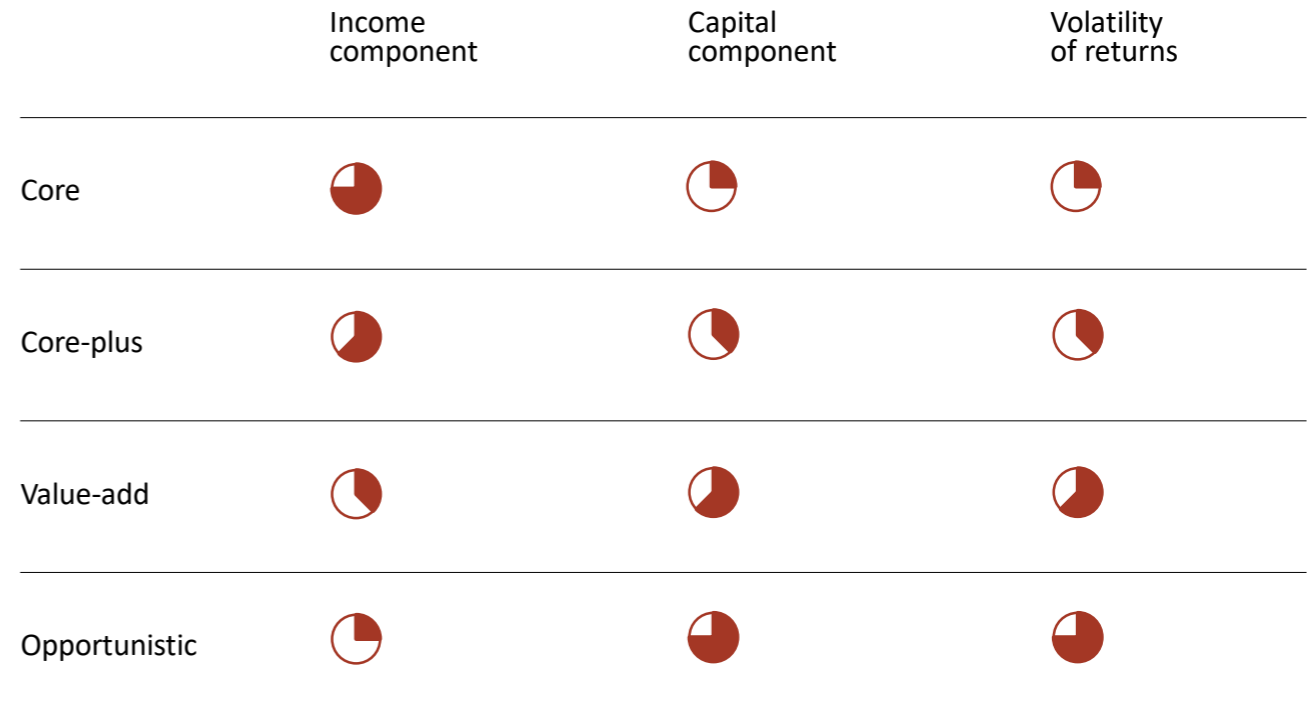 Income
component
Capital
component
Volatility
of returns
Core
Core-plus
Value-add
Opportunistic